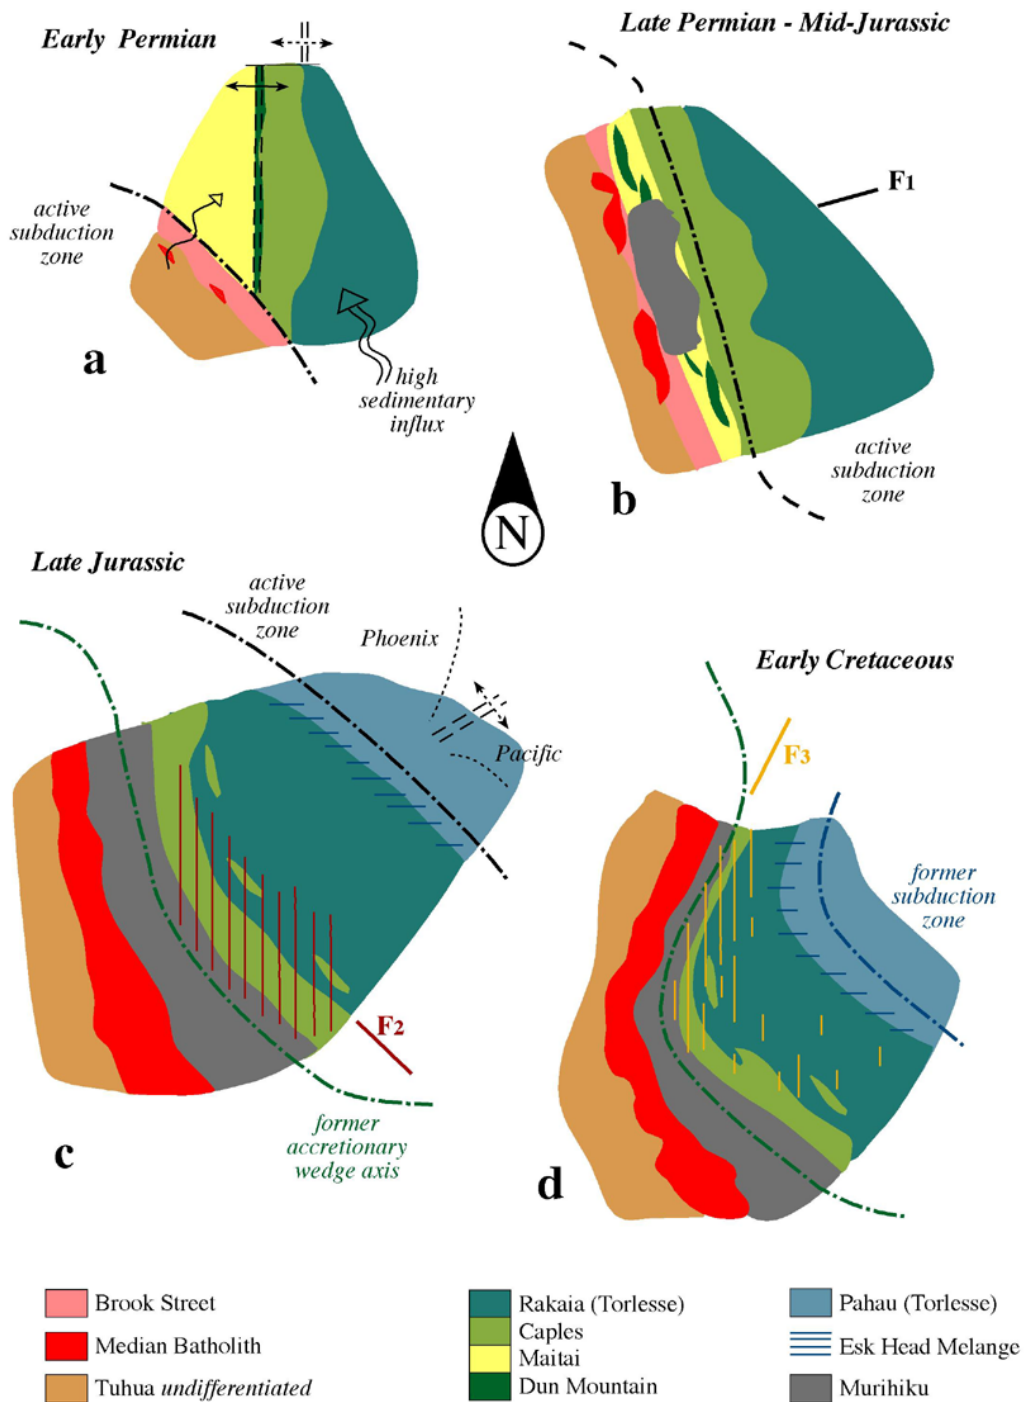 Early Permian
active
subduction
zone
a
high
sedimentary
influx
Late Permian - Mid-Jurassic
F1
active
subduction
zone
b
N
Late Jurassic
active
subduction
zone
Phoenix
Pacific
F2
former
accretionary
wedge axis
c
Early Cretaceous
F3
former
subduction
zone
d
Brook Street
Median Batholith
Tuhua undifferentiated
Rakaia (Torlesse)
Caples
Maitai
Dun Mountain
Pahau (Torlesse)
Esk Head Melange
Murihiku